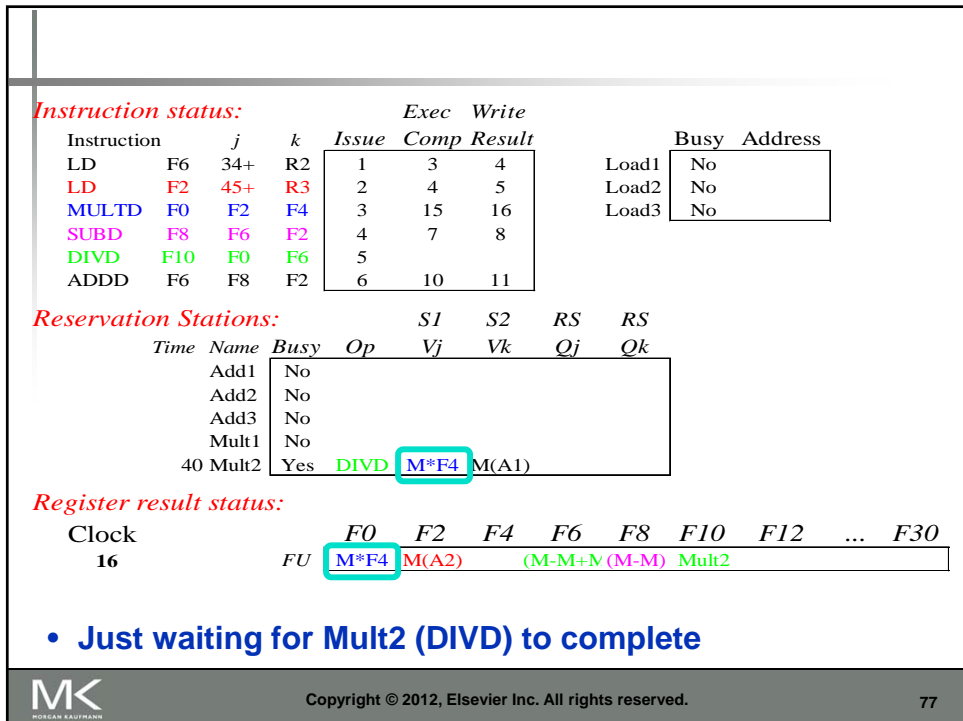 Instruction status: Exec Write
Instruction j k Issue Comp Result Busy Address
LD F6 34+ R2 1 3 4 Load1 No
LD F2 45+ R3 2 4 5 Load2 No
MULTD F0 F2 F4 3 15 16 Load3 No
SUBD F8 F6 F2 4 7 8
DIVD F10 F0 F6 5
ADDD F6 F8 F2 6 10 11
Reservation Stations: S1 S2 RS RS
Time Name Busy Op Vj Vk Qj Qk
Add1 No
Add2 No
Add3 No
Mult1 No
40 Mult2 Yes DIVD M*F4 M(A1)
Register result status:
Clock F0 F2 F4 F6 F8 F10 F12 ... F30
16 FU M*F4 M(A2) (M-M+M (M-M) Mult2
• Just waiting for Mult2 (DIVD) to complete
MK
MORGAN KAUFMANN
Copyright © 2012, Elsevier Inc. All rights reserved.
77